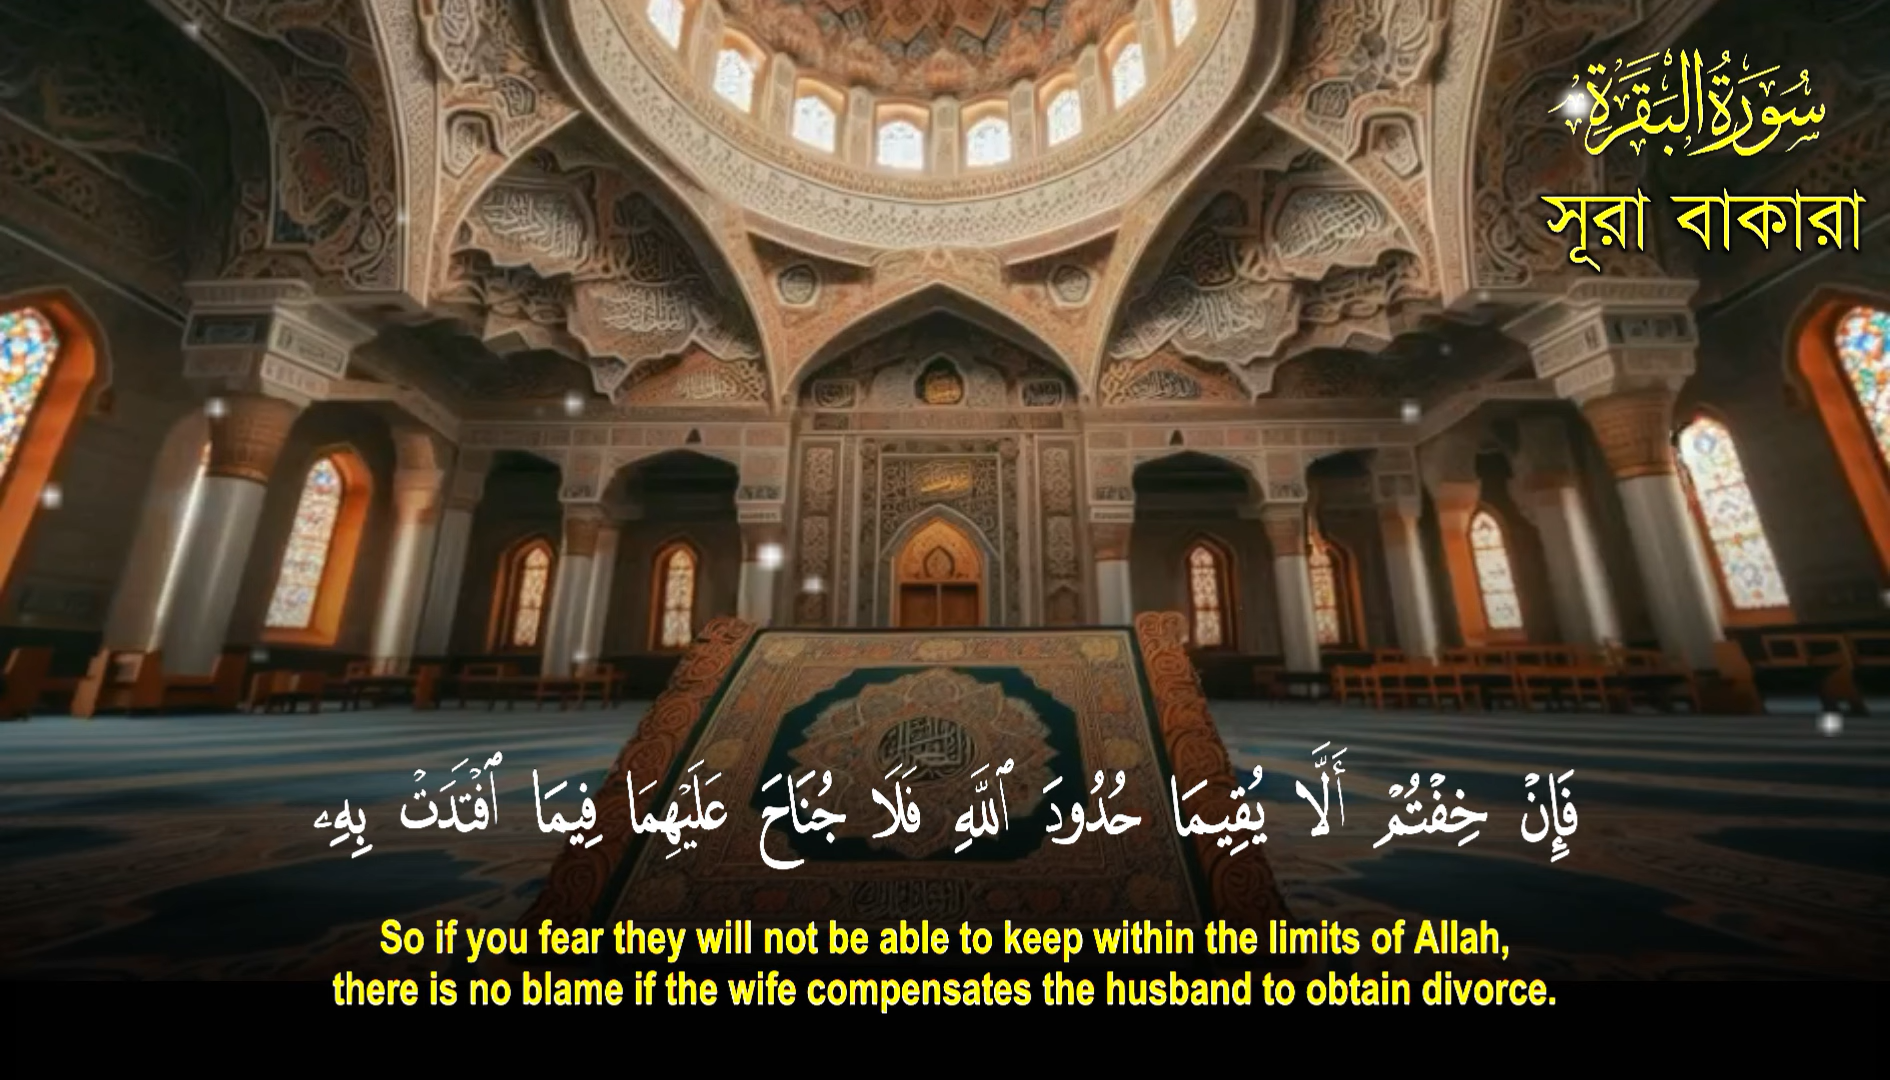 سُورَةُ البَقَرَةِ
সূরা বাকারা
فَإِنْ خِفْتُمْ أَلَّا يُقِيمَا حُدُودَ ٱللَّهِ فَلَا جُنَاحَ عَلَيْهِمَا فِيمَا ٱفْتَدَتْ بِهِۦ
So if you fear they will not be able to keep within the limits of Allah,
there is no blame if the wife compensates the husband to obtain divorce.